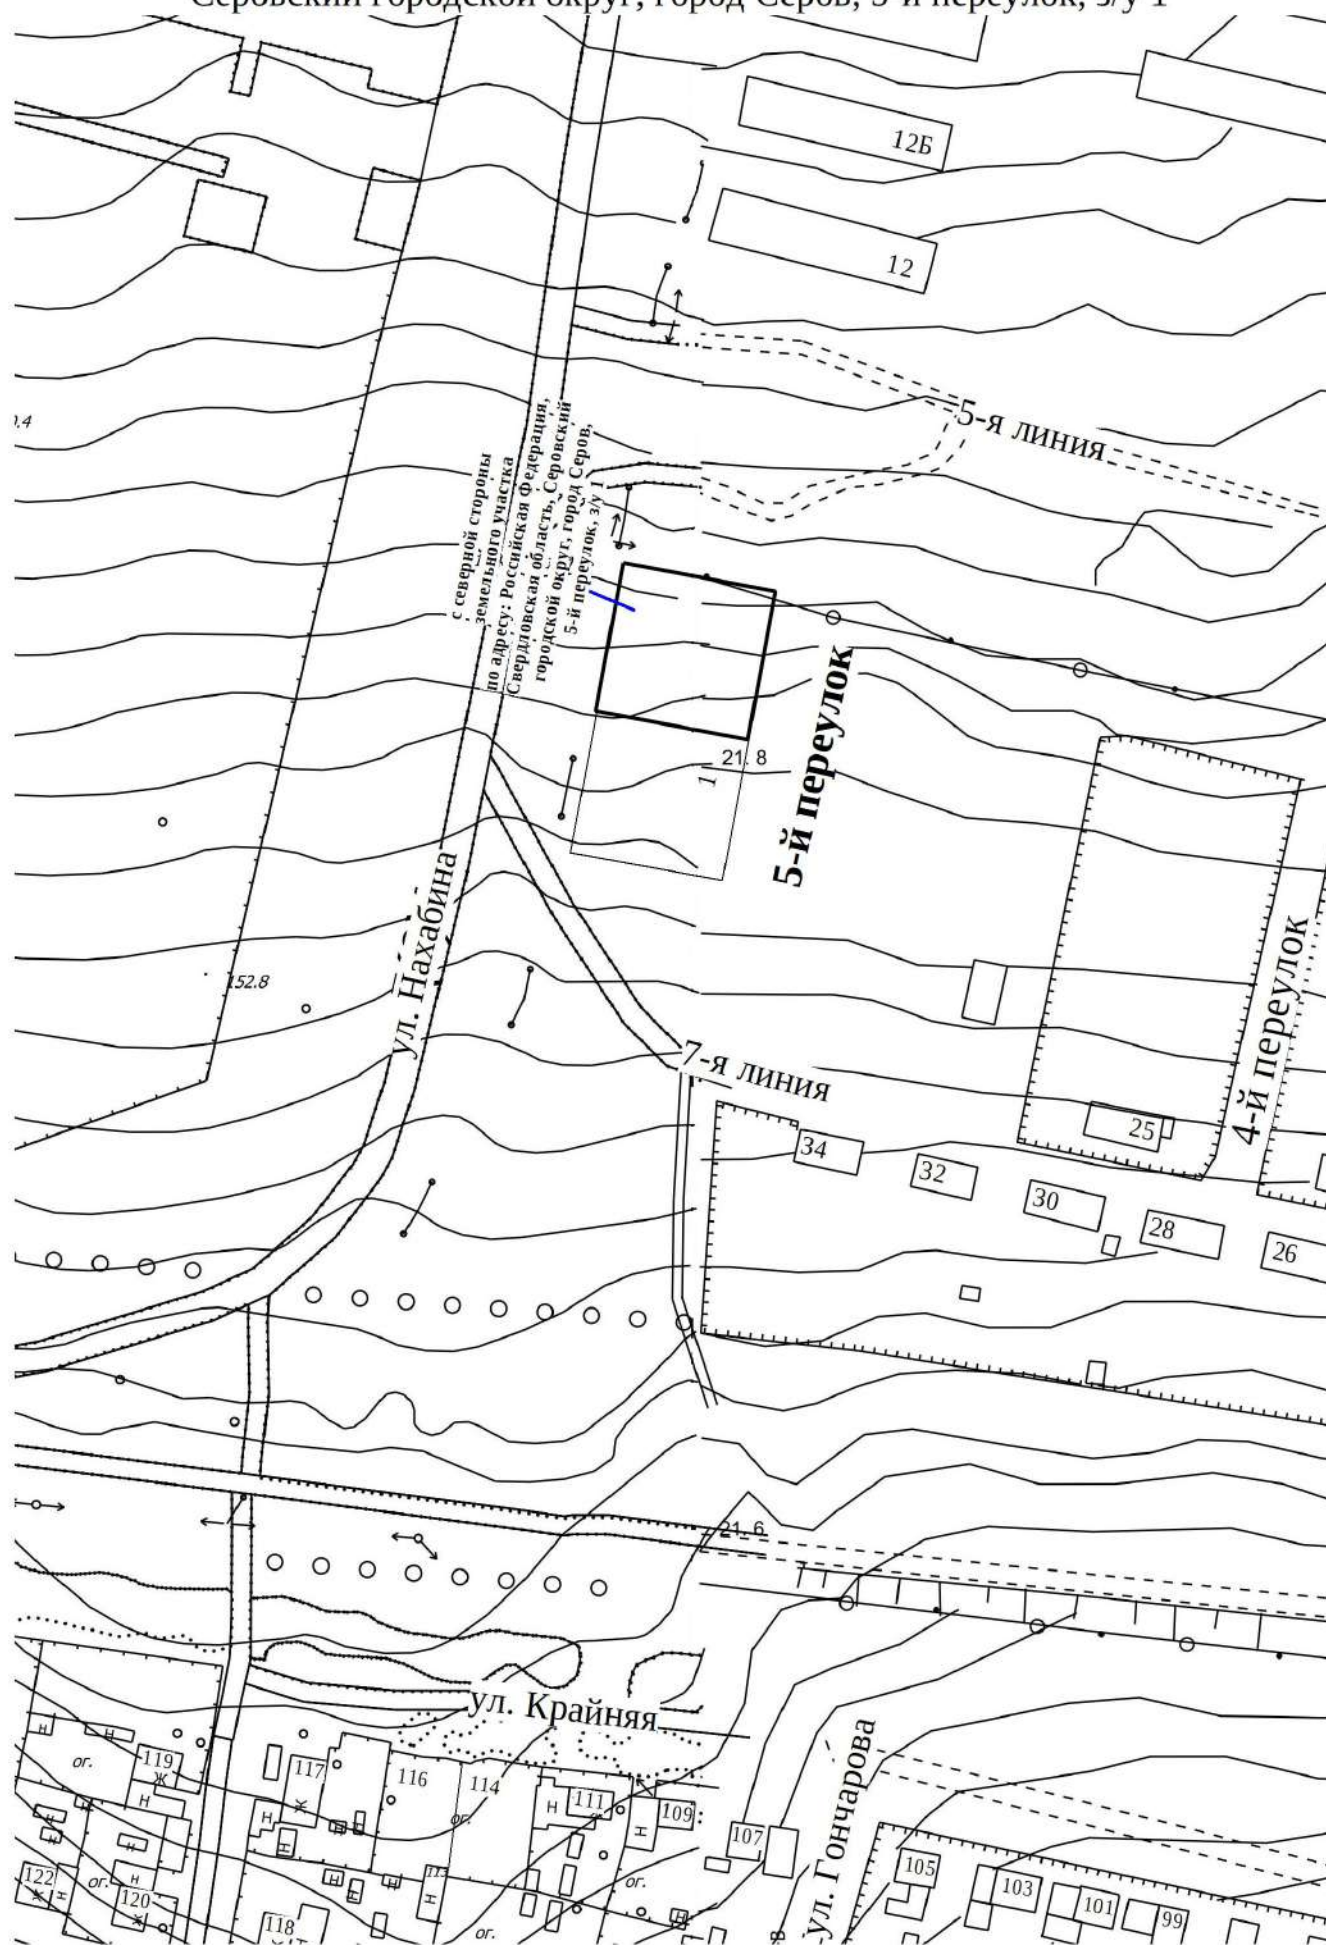 Серовский городской округ, город Серов, 5-й переулок, з/у 1
12Б
12
5-я линия
с северной стороны
земельного участка
по адресу: Российская Федерация,
Свердловская область, Серовский
городской округ, город Серов,
5-й переулок, з/у 1
5-й переулок
21.8
1
ул. Нахабина
152.8
4-й переулок
7-я линия
34
32
30
28
26
25
21.6
ул. Крайняя
ул. Гончарова
Н
Н
ог.
119
Ж
Н
117
Ж
116
114
ог.
111
Н
109
107
105
103
101
99
Н
Н
Н
Н
Н
Н
Н
122
Ж
Н
ог.
Н
120
Ж
Н
Н
Н
113
Н
ог.
118
ог.
Н